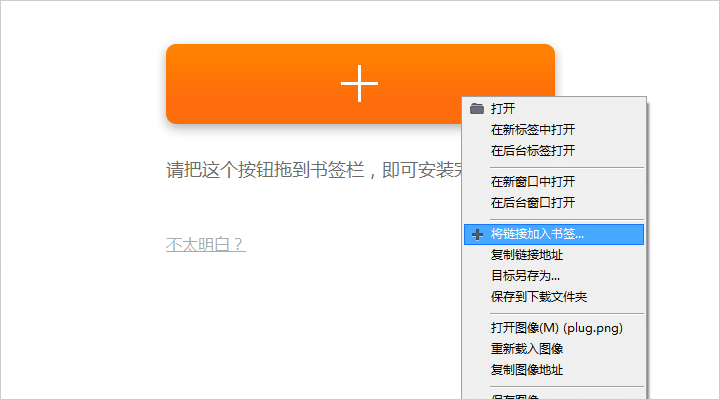 打开
在新标签中打开
在后台标签打开
请把这个按钮拖到书签栏，即可安装
在新窗口中打开
在后台窗口打开
将链接加入书签...
不太明白？
复制链接地址
目标另存为...
保存到下载文件夹
打开图像(M) (plug.png)
重新载入图像
复制图像地址